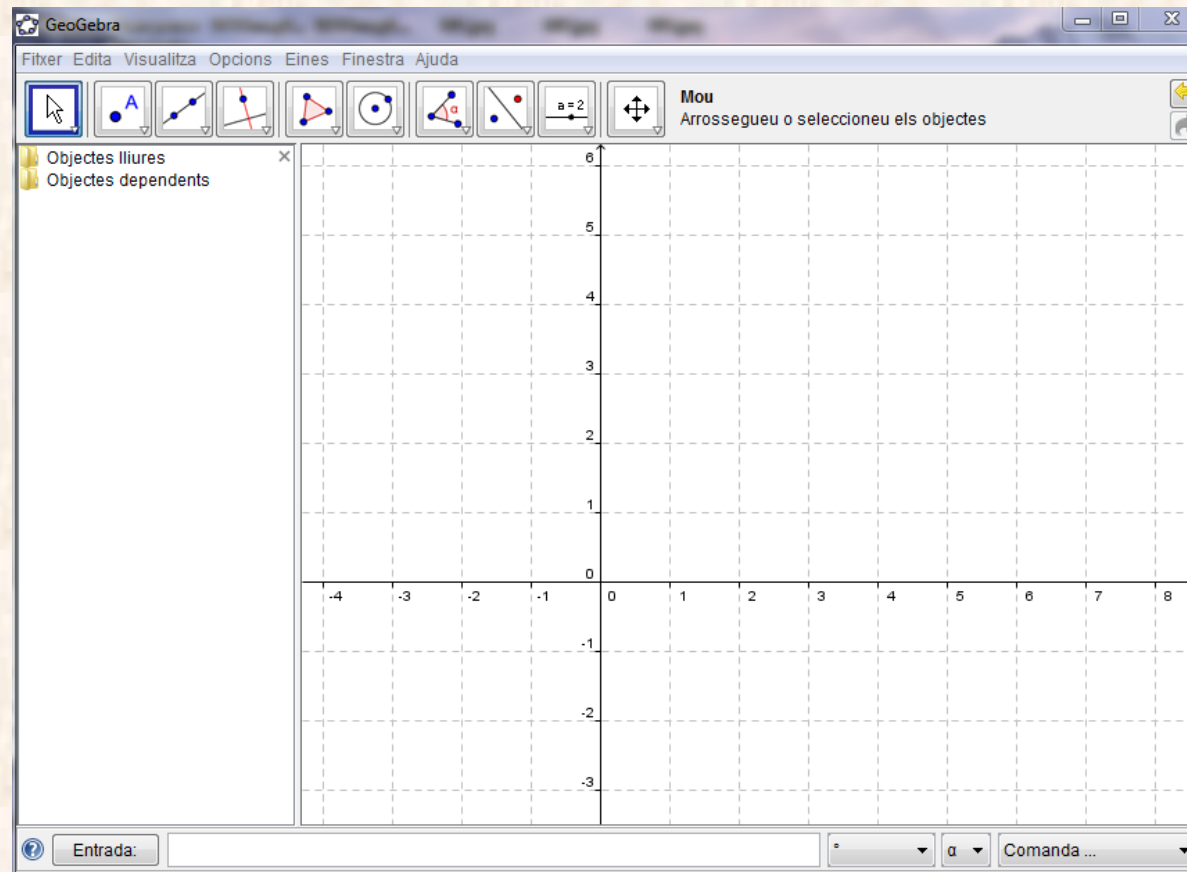 GeoGebra
Fitxer Edita Visualitza Opcions Eines Finestra Ajuda
A
α
a = 2
Mou
Arrossegueu o seleccioneu els objectes
Objectes lliures
Objectes dependents
6
5
4
3
2
1
0
-4 -3 -2 -1 0 1 2 3 4 5 6 7 8
-1
-2
-3
Entrada:
° α Comanda ...